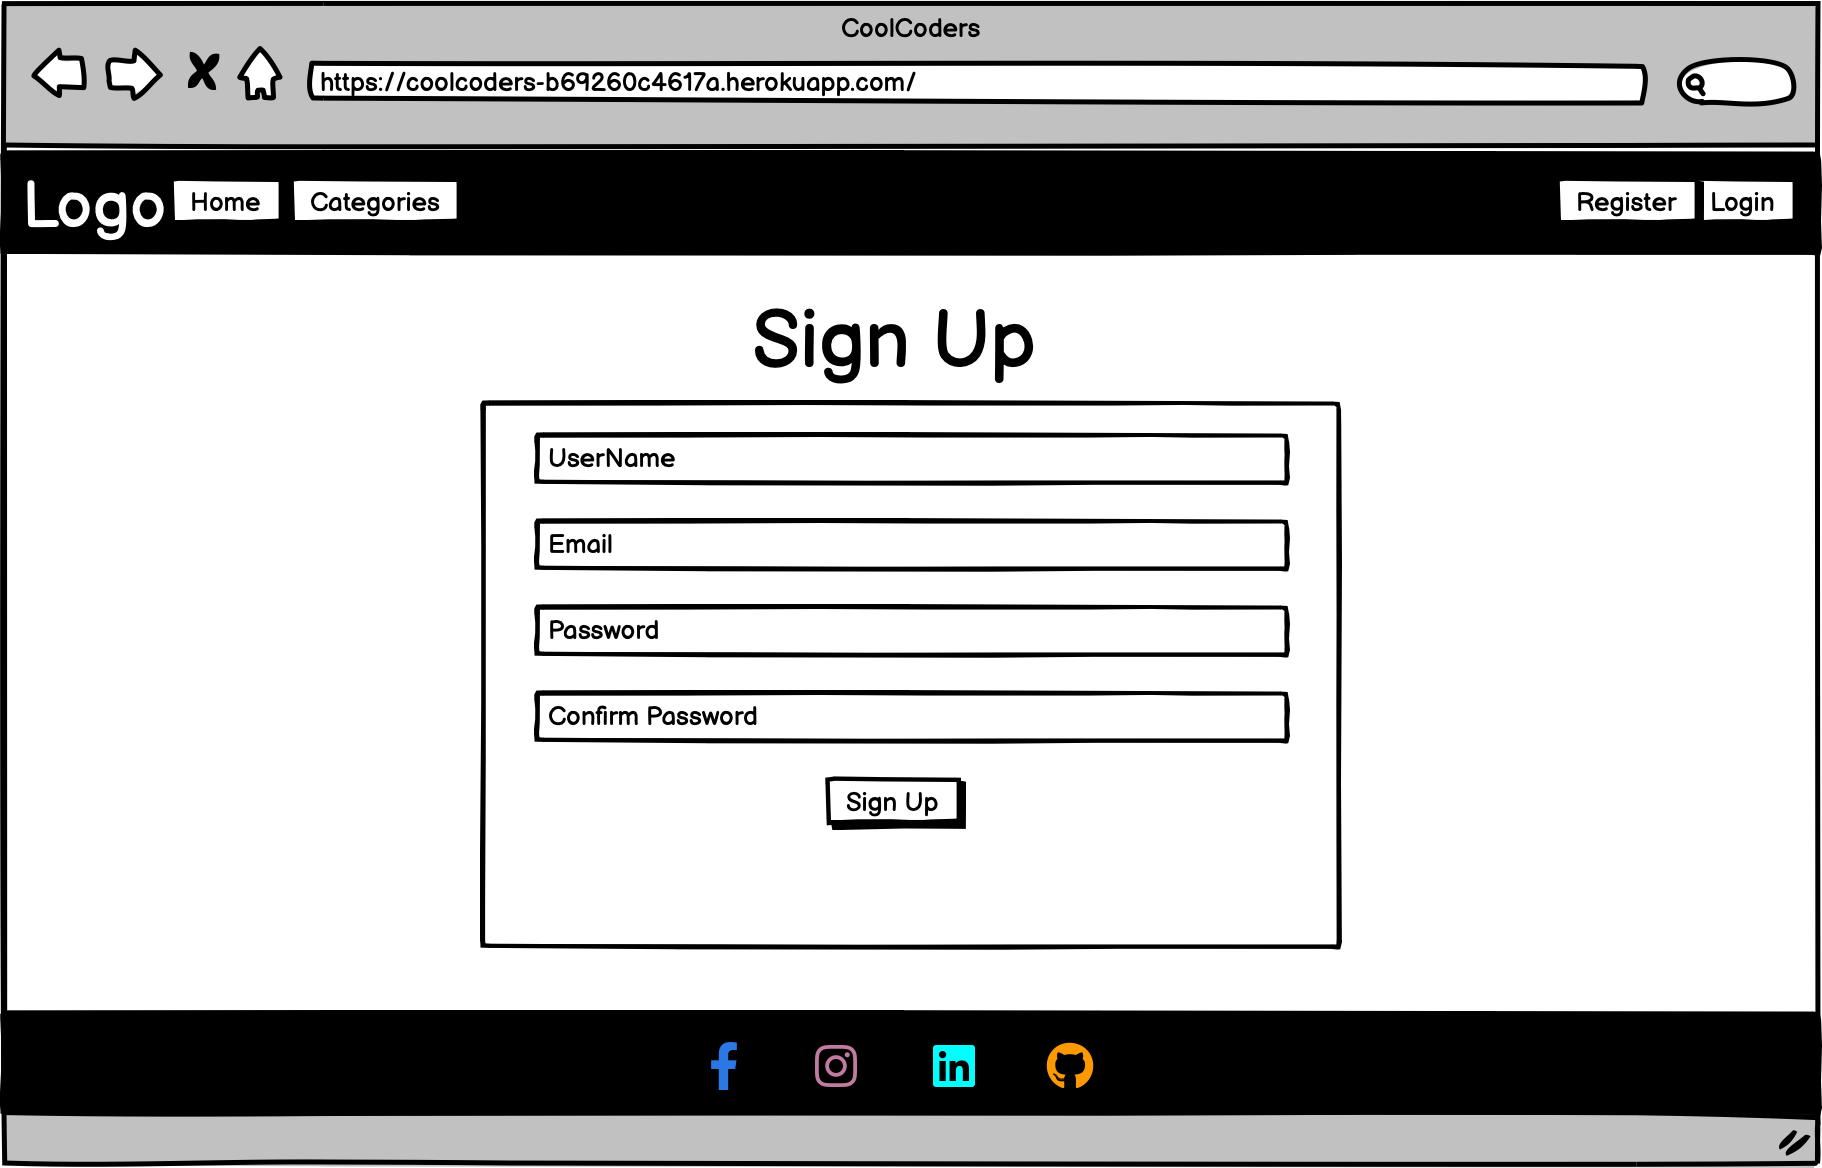 CoolCoders
https://coolcoders-b69260c4617a.herokuapp.com/
Logo Home Categories Register Login
Sign Up
UserName
Email
Password
Confirm Password
Sign Up
in